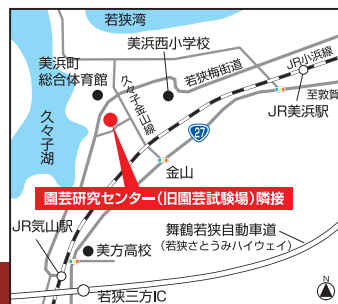 若狭湾
美浜西小学校
JR小浜線
美浜町
総合体育館
久々子金山線
若狭梅街道
至敦賀
JR美浜駅
久々子湖
27
金山
園芸研究センター（旧園芸試験場）隣接
JR気山駅
舞鶴若狭自動車道
（若狭さとうみハイウェイ）
美方高校
若狭三方IC
N